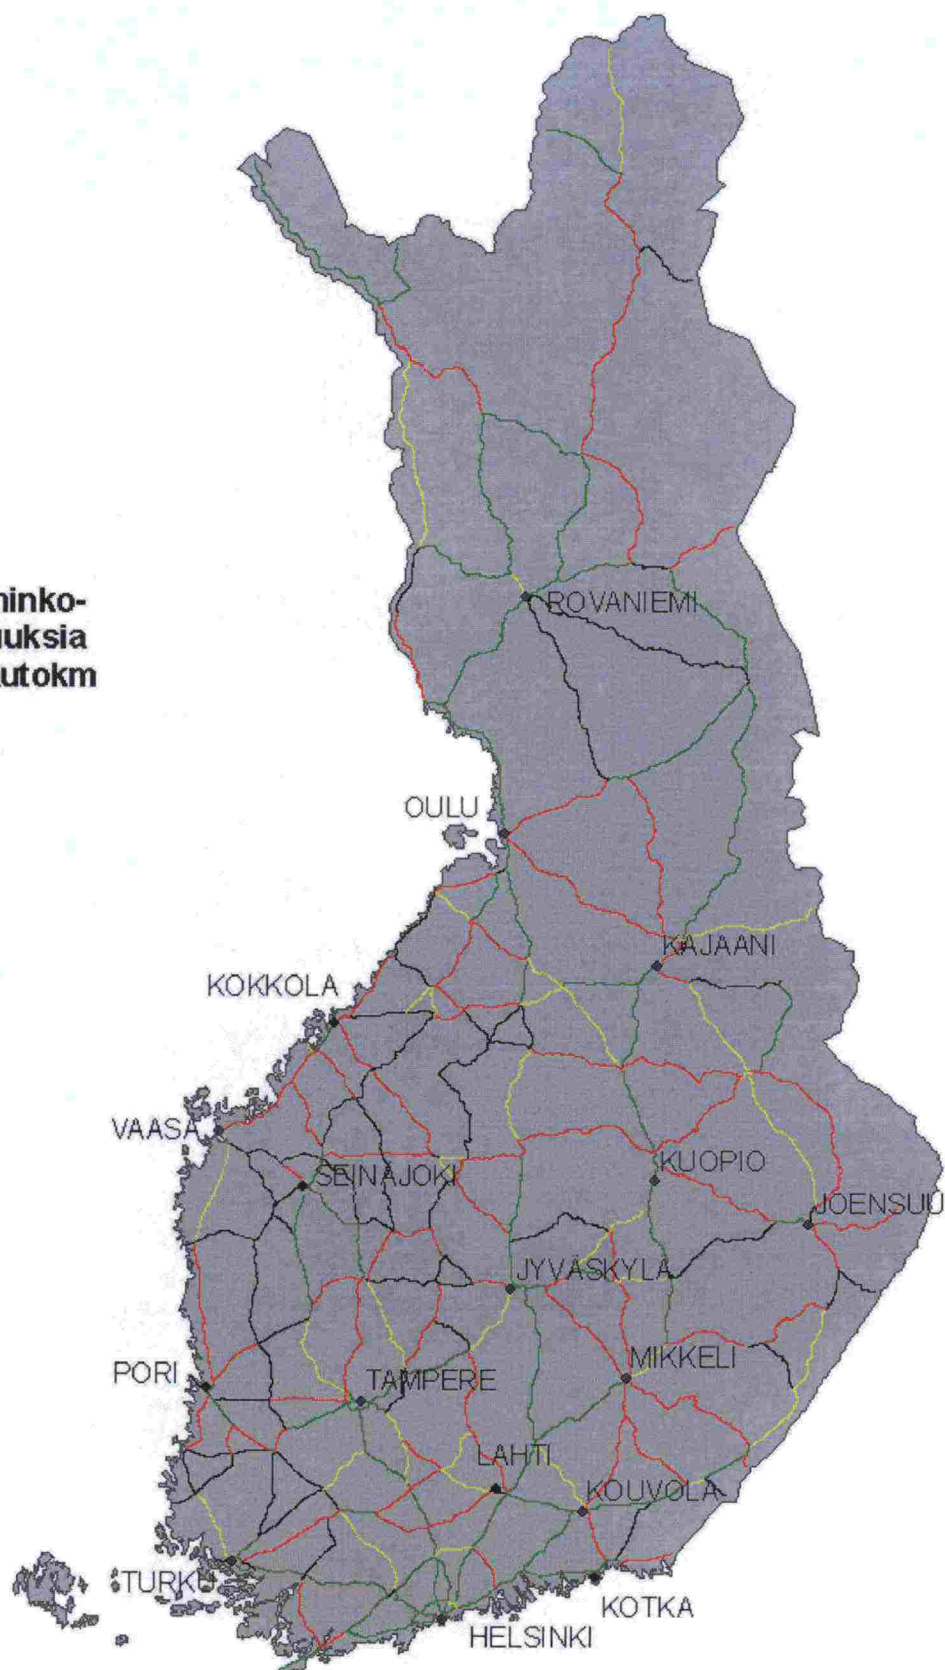 ROVANIEMI
OULU
KAJAANI
KOKKOLA
VAASA
SEINÄJOKI
KUOPIO
JOENSUU
JYVÄSKYLÄ
MIKKELI
PORI
TAMPERE
LAHTI
KOUVOLA
TURKU
KOTKA
HELSINKI